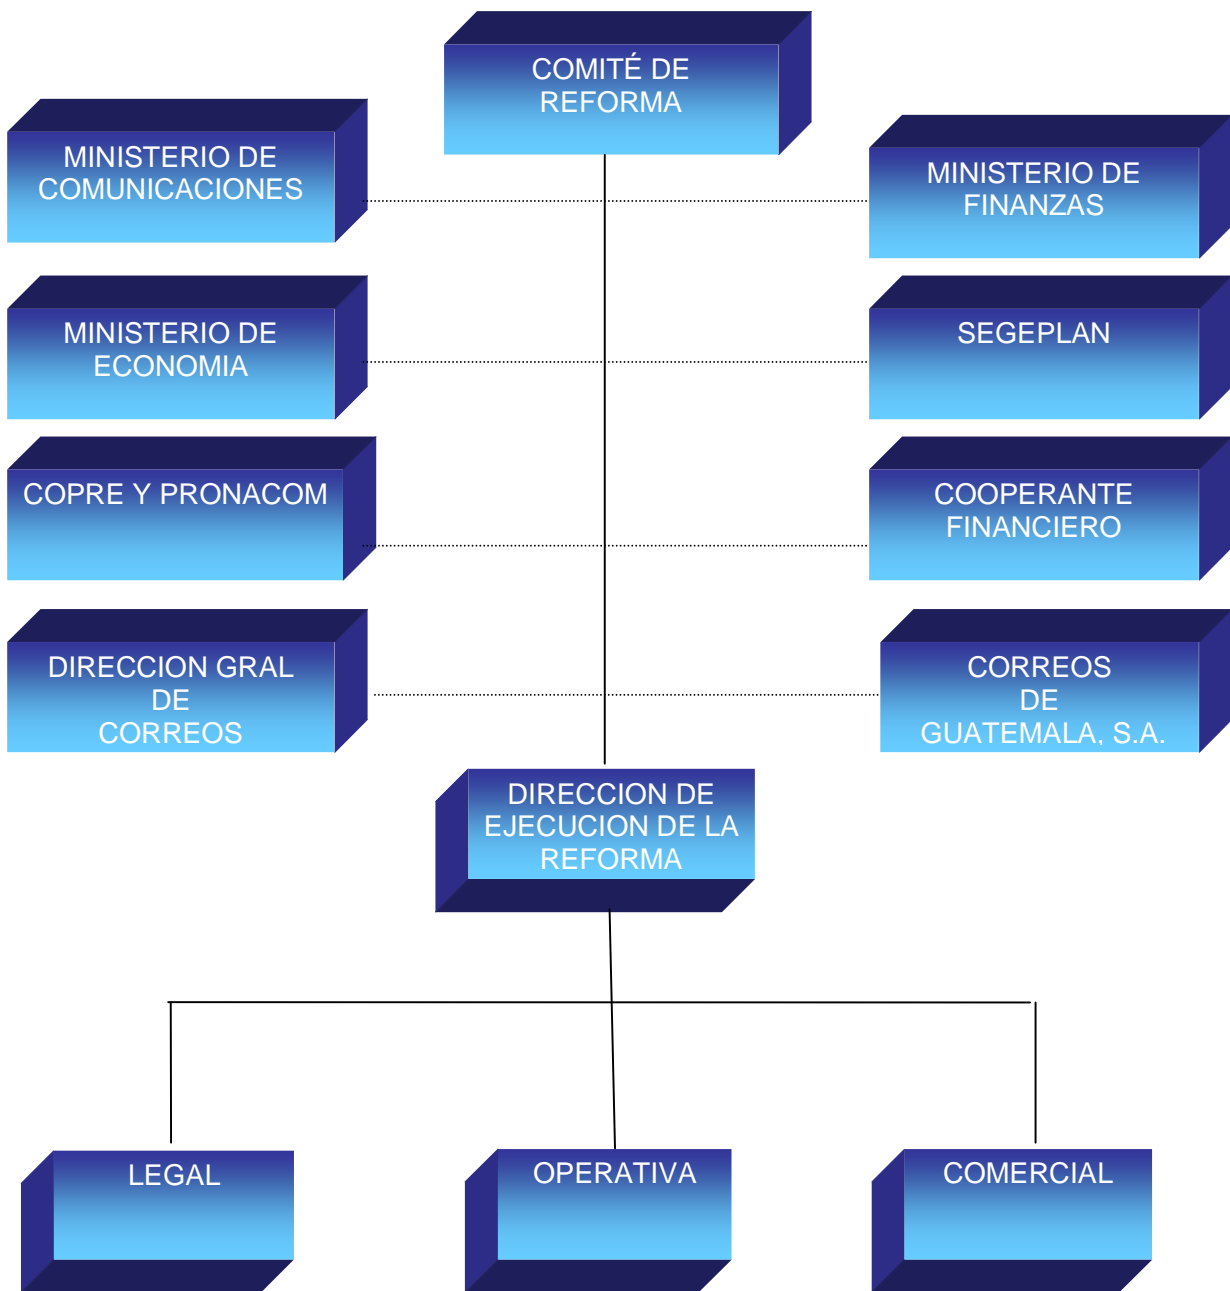 COMITÉ DE
REFORMA
MINISTERIO DE
COMUNICACIONES
MINISTERIO DE
FINANZAS
MINISTERIO DE
ECONOMIA
SEGEPLAN
COPRE Y PRONACOM
COOPERANTE
FINANCIERO
DIRECCION GRAL
DE
CORREOS
CORREOS
DE
GUATEMALA, S.A.
DIRECCION DE
EJECUCION DE LA
REFORMA
LEGAL
OPERATIVA
COMERCIAL